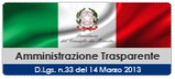 Amministrazione Trasparente
D.Lgs. n.33 del 14 Marzo 2013